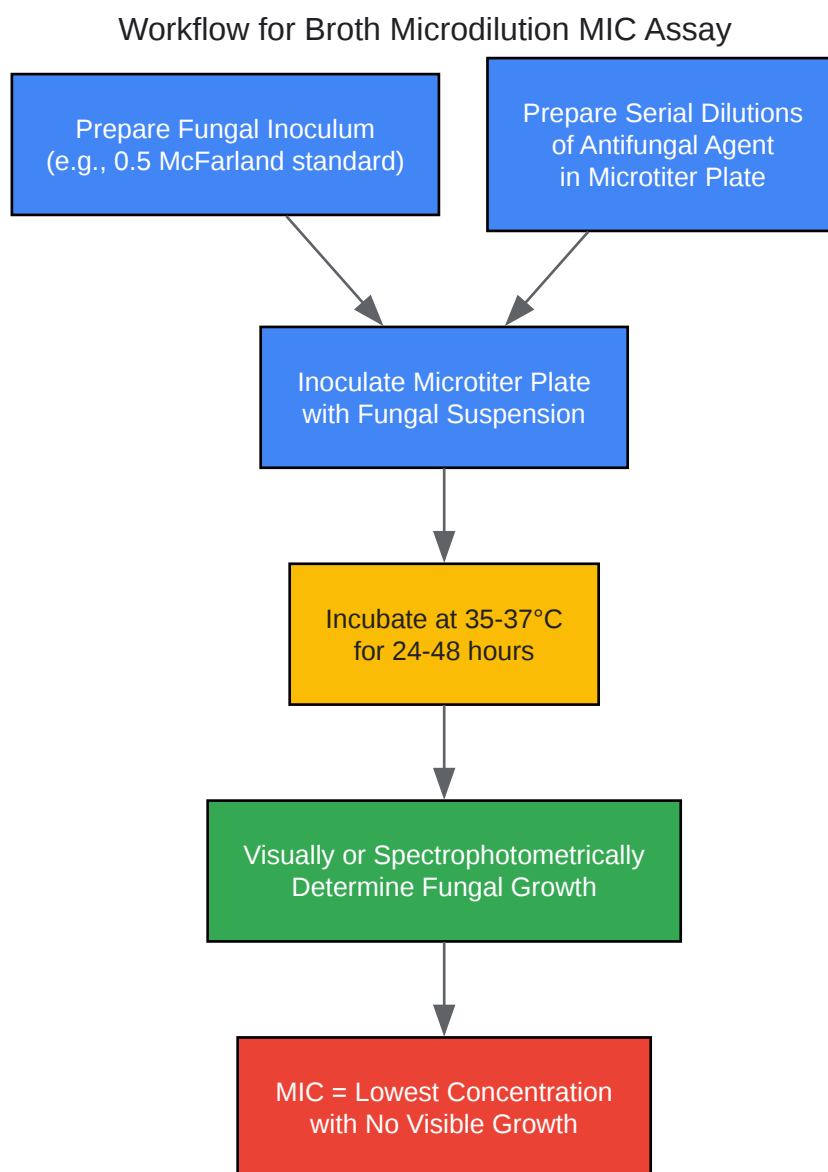 Workflow for Broth Microdilution MIC Assay
Prepare Fungal Inoculum
(e.g., 0.5 McFarland standard)
Prepare Serial Dilutions
of Antifungal Agent
in Microtiter Plate
Inoculate Microtiter Plate
with Fungal Suspension
Incubate at 35-37°C
for 24-48 hours
Visually or Spectrophotometrically
Determine Fungal Growth
MIC = Lowest Concentration
with No Visible Growth